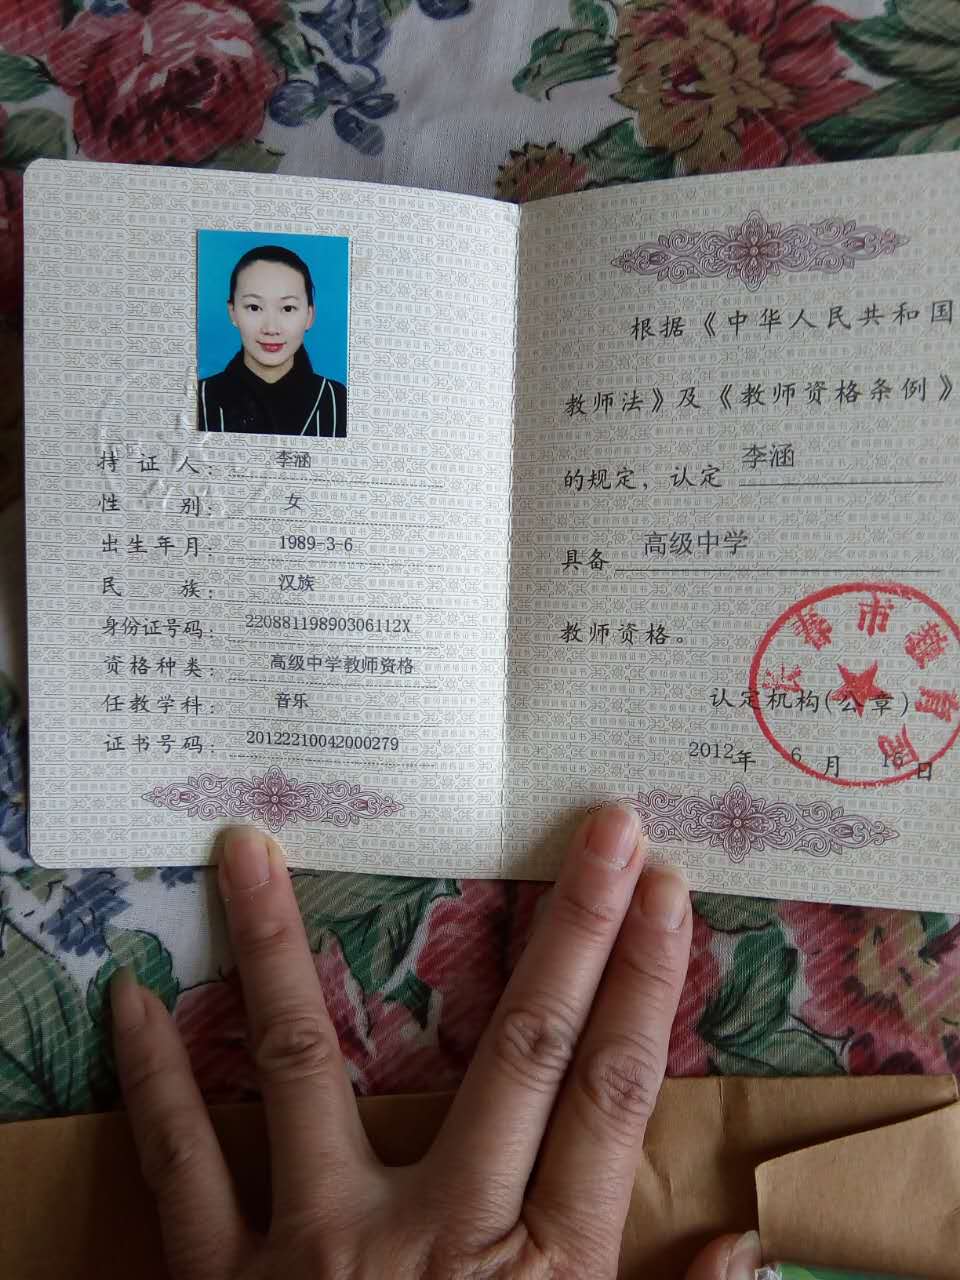 持证人：李涵
性别：女
出生年月：1989-3-6
民族：汉族
身份证号码：22088119890306112X
资格种类：高级中学教师资格
任教学科：音乐
证书号码：20122210042000279
根据《中华人民共和国
教师法》及《教师资格条例》
的规定，认定 李涵
具备 高级中学
教师资格。
认定机构(公章)
2012年 6月 日
长春市教育局